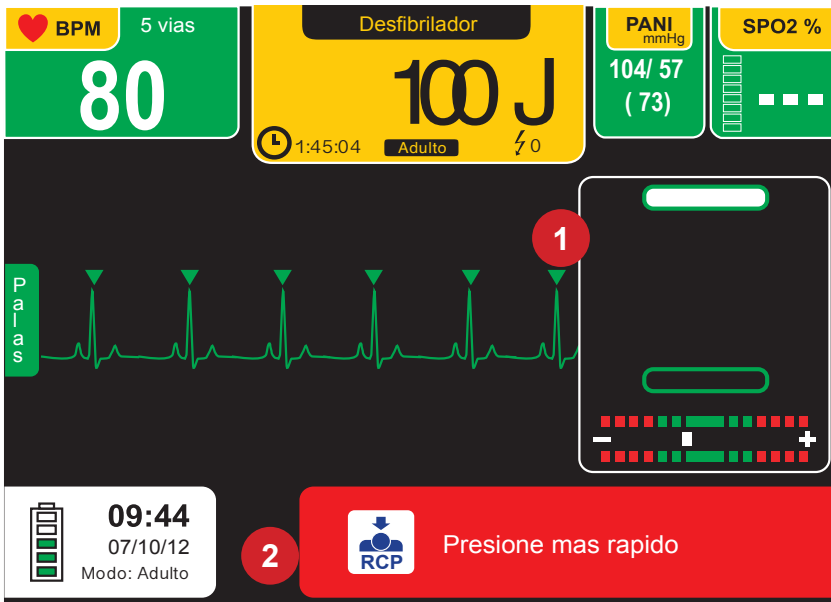 BPM
5 vias
80
Desfibrilador
100 J
1:45:04
Adulto
0
PANI
mmHg
104/ 57
( 73)
SPO2 %
---
1
Palas
- +
09:44
07/10/12
Modo: Adulto
2
RCP
Presione mas rapido